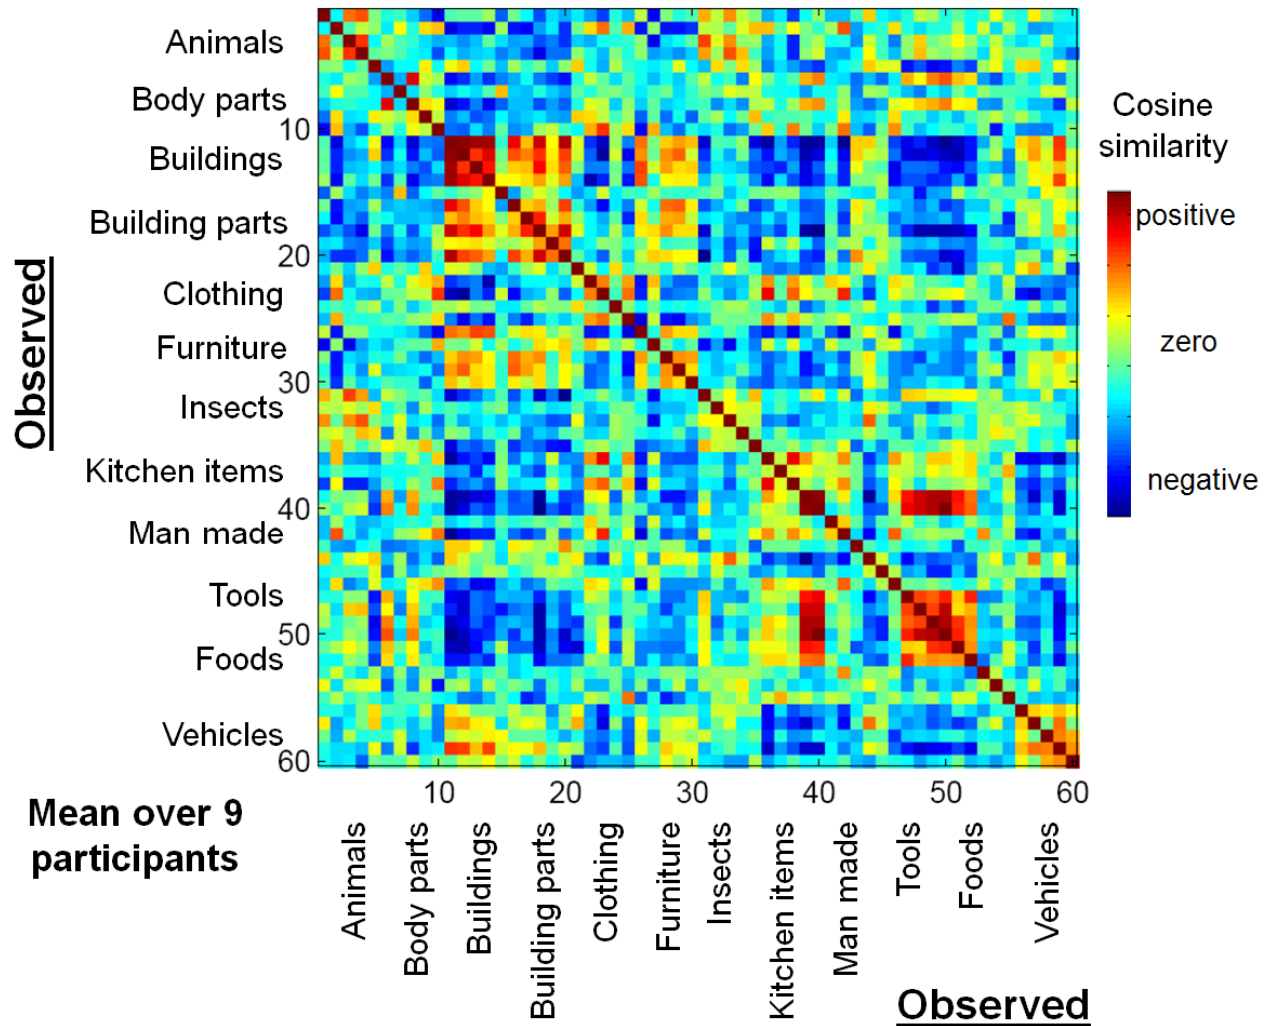 Animals
Body parts
10
Buildings
Building parts
20
Clothing
Furniture
30
Insects
Kitchen items
40
Man made
Tools
50
Foods
Vehicles
60
Observed
Cosine
similarity
positive
zero
negative
10 20 30 40 50 60
Mean over 9
participants
Animals
Body parts
Buildings
Building parts
Clothing
Furniture
Insects
Kitchen items
Man made
Tools
Foods
Vehicles
Observed